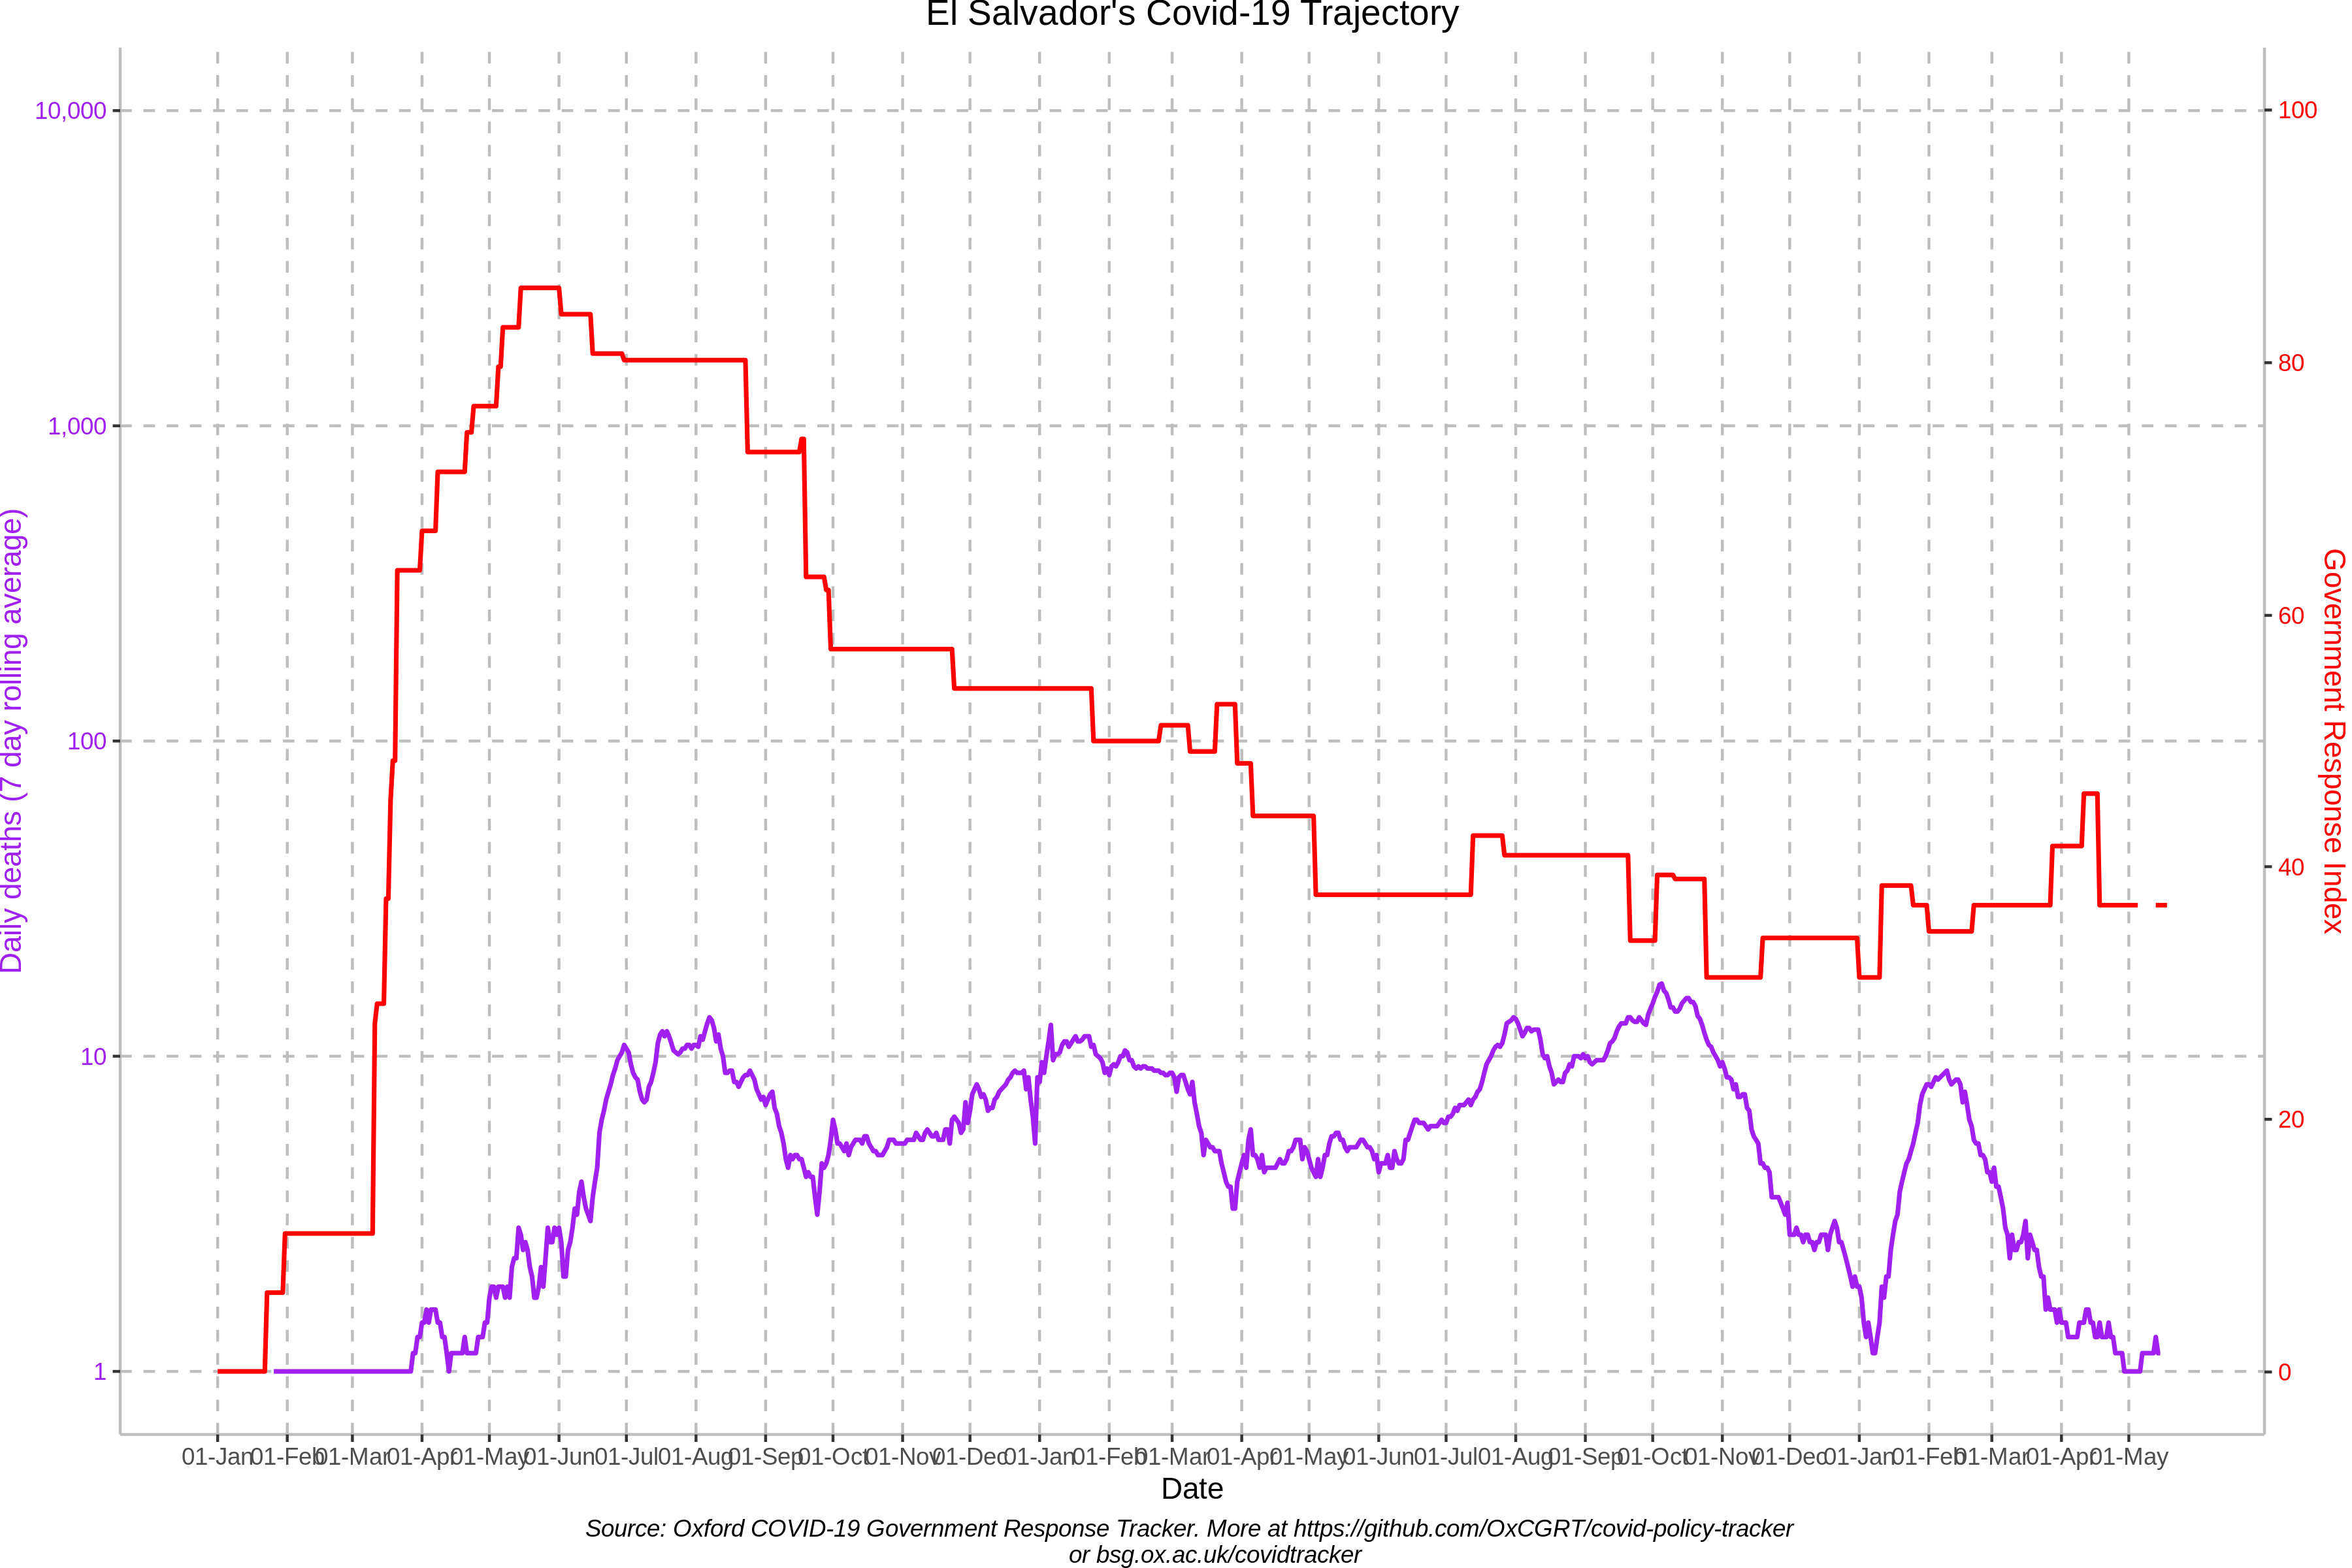 El Salvador's Covid-19 Trajectory
10,000
1,000
100
10
1
Daily deaths (7 day rolling average)
100
80
60
40
20
0
Government Response Index
01-Jan 01-Feb 01-Mar 01-Apr 01-May 01-Jun 01-Jul 01-Aug 01-Sep 01-Oct 01-Nov 01-Dec 01-Jan 01-Feb 01-Mar 01-Apr 01-May 01-Jun 01-Jul 01-Aug 01-Sep 01-Oct 01-Nov 01-Dec 01-Jan 01-Feb 01-Mar 01-Apr 01-May
Date
Source: Oxford COVID-19 Government Response Tracker. More at https://github.com/OxCGRT/covid-policy-tracker
or bsg.ox.ac.uk/covidtracker